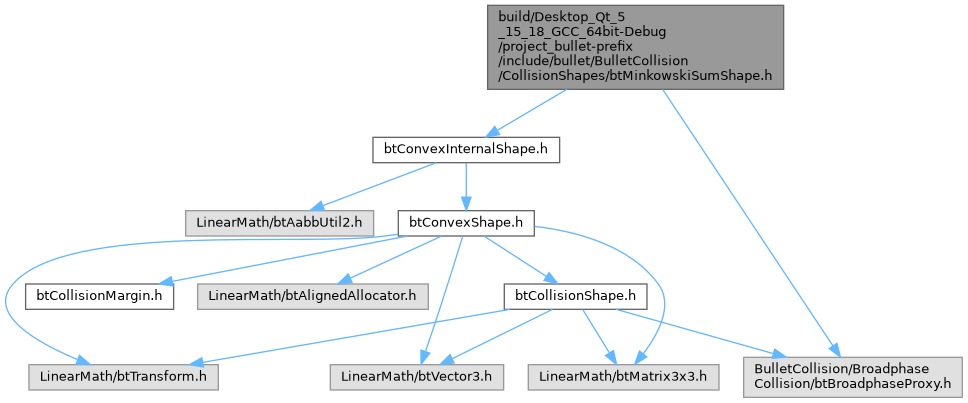 build/Desktop_Qt_5
_15_18_GCC_64bit-Debug
/project_bullet-prefix
/include/bullet/BulletCollision
/CollisionShapes/btMinkowskiSumShape.h
btConvexInternalShape.h
LinearMath/btAabbUtil2.h
btConvexShape.h
btCollisionMargin.h
LinearMath/btAlignedAllocator.h
btCollisionShape.h
LinearMath/btTransform.h
LinearMath/btVector3.h
LinearMath/btMatrix3x3.h
BulletCollision/Broadphase
Collision/btBroadphaseProxy.h